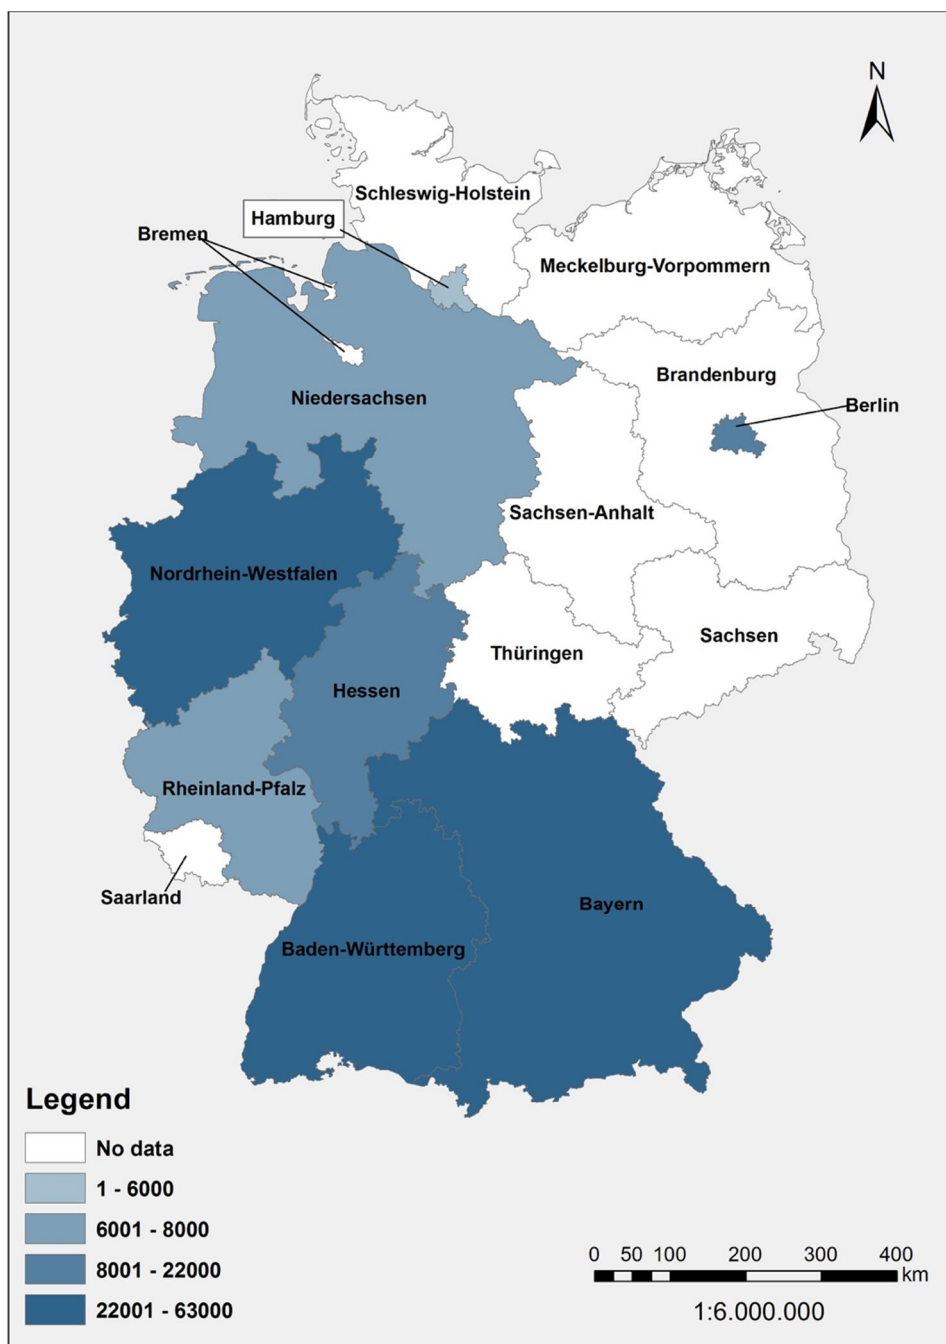 N
Schleswig-Holstein
Hamburg
Bremen
Meckelburg-Vorpommern
Brandenburg
Niedersachsen
Berlin
Sachsen-Anhalt
Nordrhein-Westfalen
Sachsen
Thüringen
Hessen
Rheinland-Pfalz
Saarland
Bayern
Baden-Württemberg
Legend
No data
1 - 6000
6001 - 8000
8001 - 22000
22001 - 63000
0 50 100 200 300 400
km
1:6.000.000